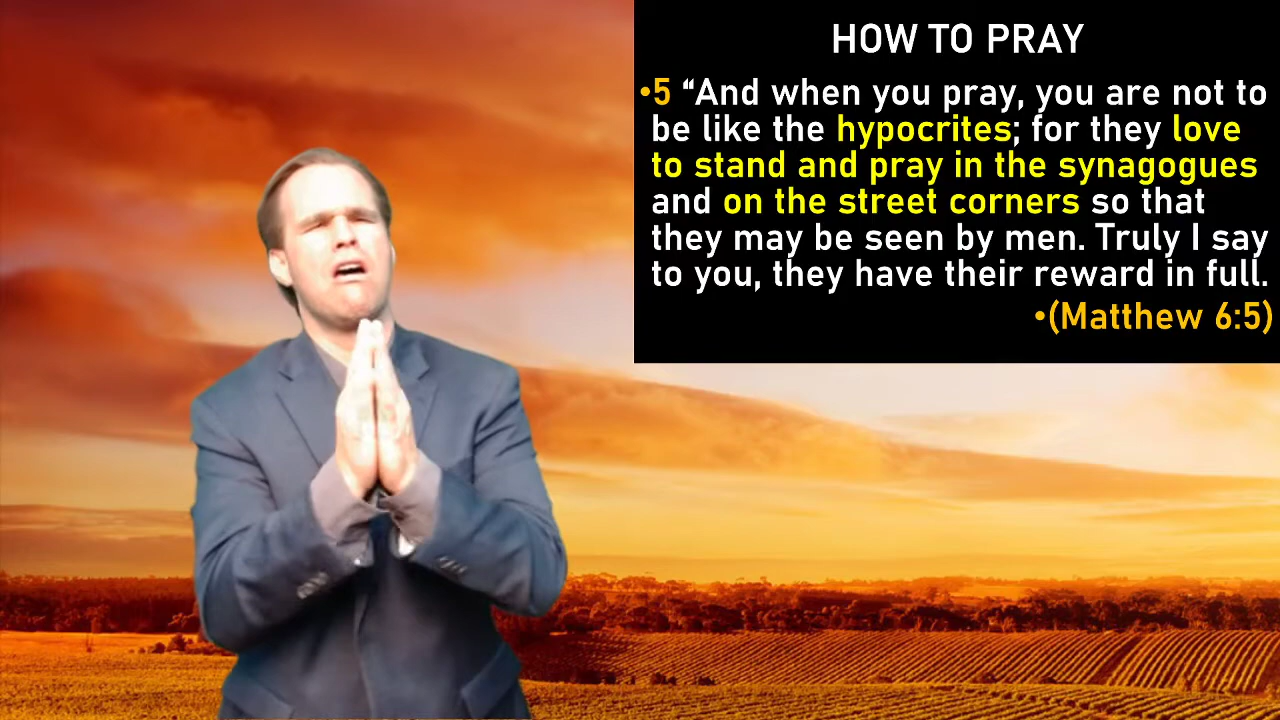 HOW TO PRAY
•5 “And when you pray, you are not to
be like the hypocrites; for they love
to stand and pray in the synagogues
and on the street corners so that
they may be seen by men. Truly I say
to you, they have their reward in full.
•(Matthew 6:5)